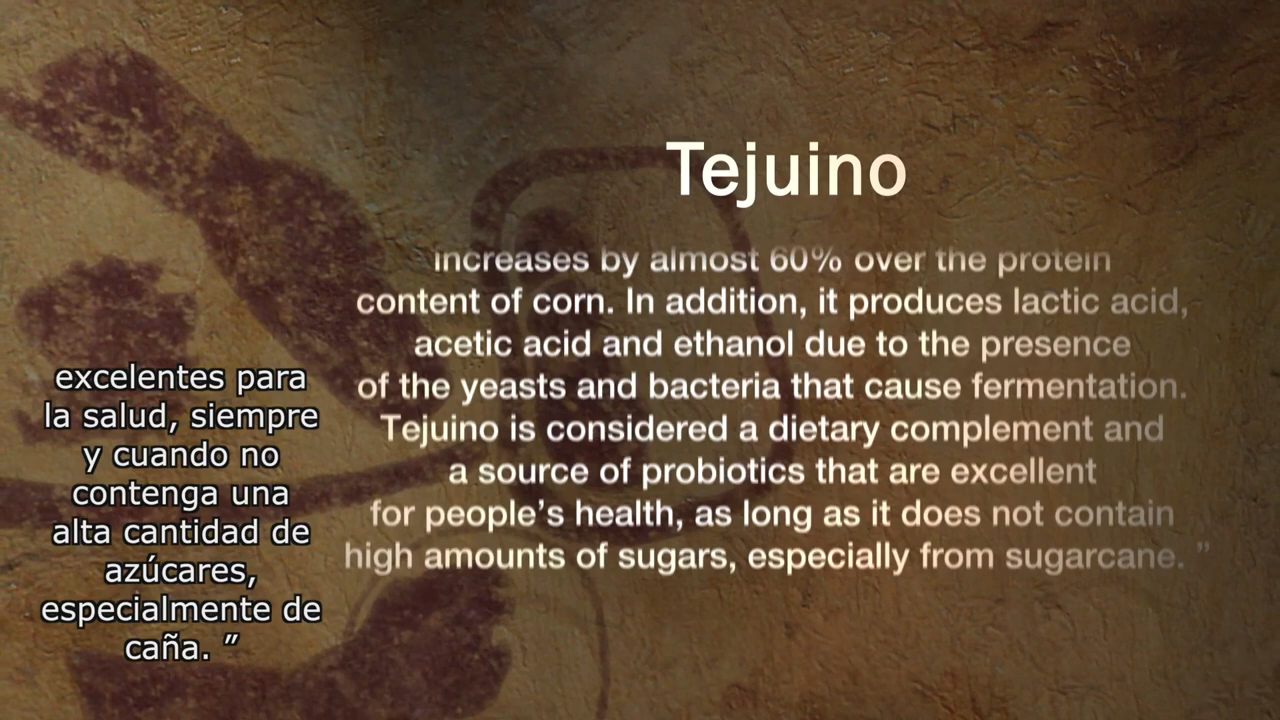 Tejuino
increases by almost 60% over the protein
content of corn. In addition, it produces lactic acid,
acetic acid and ethanol due to the presence
of the yeasts and bacteria that cause fermentation.
Tejuino is considered a dietary complement and
a source of probiotics that are excellent
for people’s health, as long as it does not contain
high amounts of sugars, especially from sugarcane. ”
excelentes para
la salud, siempre
y cuando no
contenga una
alta cantidad de
azúcares,
especialmente de
caña. ”